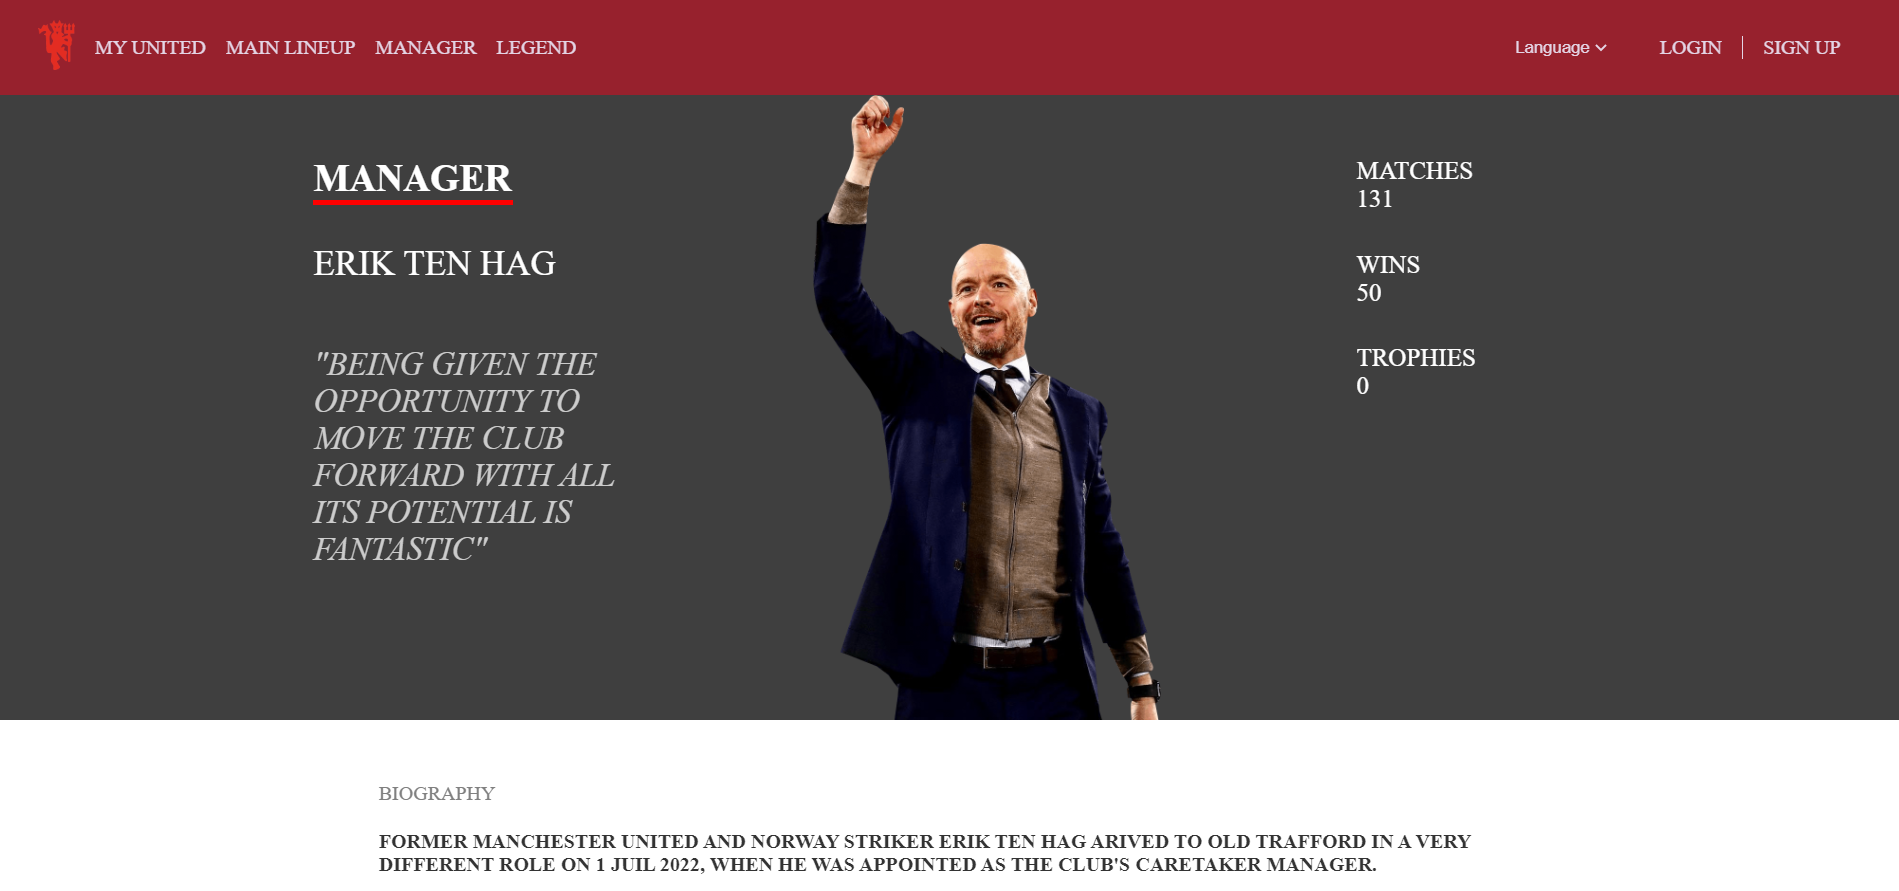 MY UNITED MAIN LINEUP MANAGER LEGEND Language LOGIN SIGN UP
MANAGER
ERIK TEN HAG
"BEING GIVEN THE
OPPORTUNITY TO
MOVE THE CLUB
FORWARD WITH ALL
ITS POTENTIAL IS
FANTASTIC"
MATCHES
131
WINS
50
TROPHIES
0
BIOGRAPHY
FORMER MANCHESTER UNITED AND NORWAY STRIKER ERIK TEN HAG ARIVED TO OLD TRAFFORD IN A VERY
DIFFERENT ROLE ON 1 JUIL 2022, WHEN HE WAS APPOINTED AS THE CLUB'S CARETAKER MANAGER.